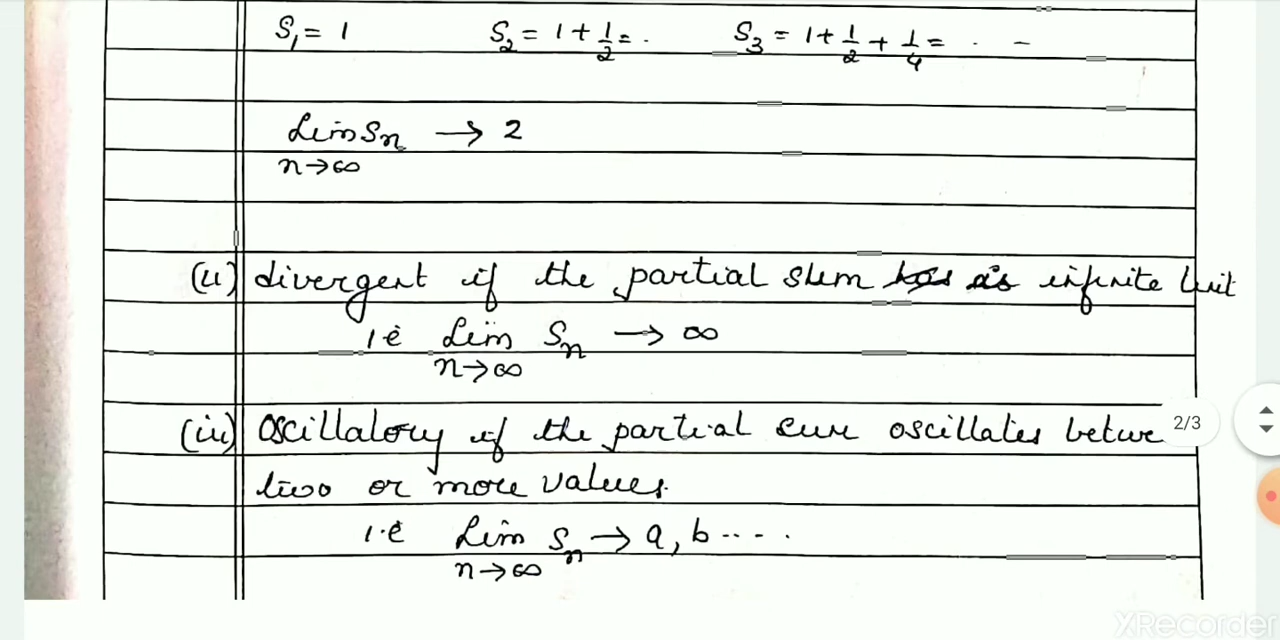 S₁ = 1 S₂ = 1 + 1/2 = . S₃ = 1 + 1/2 + 1/4 = . -
Lim Sₙ → 2
n→∞
(ii) divergent if the partial sum has is infinite limit
i.e Lim Sₙ → ∞
n→∞
(iii) Oscillatory if the partial sum oscillates betwe 2/3
two or more values.
i.e Lim Sₙ → a, b ....
n→∞
XRecorder